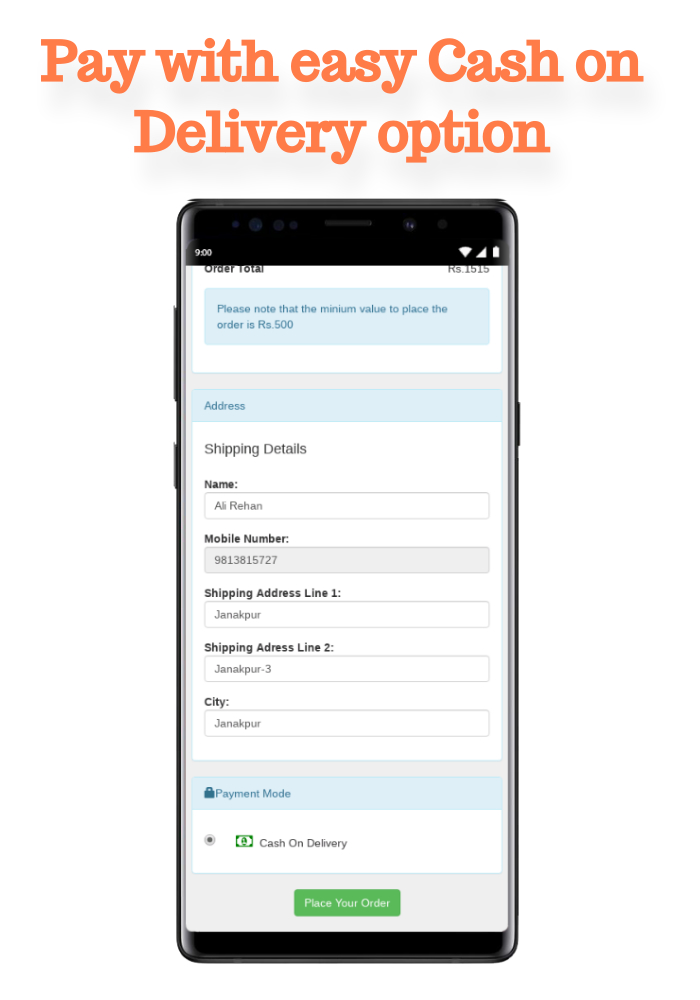 Pay with easy Cash on
Delivery option
9:00
Order Total Rs.1515
Please note that the minium value to place the
order is Rs.500
Address
Shipping Details
Name:
Ali Rehan
Mobile Number:
9813815727
Shipping Address Line 1:
Janakpur
Shipping Adress Line 2:
Janakpur-3
City:
Janakpur
Payment Mode
Cash On Delivery
Place Your Order